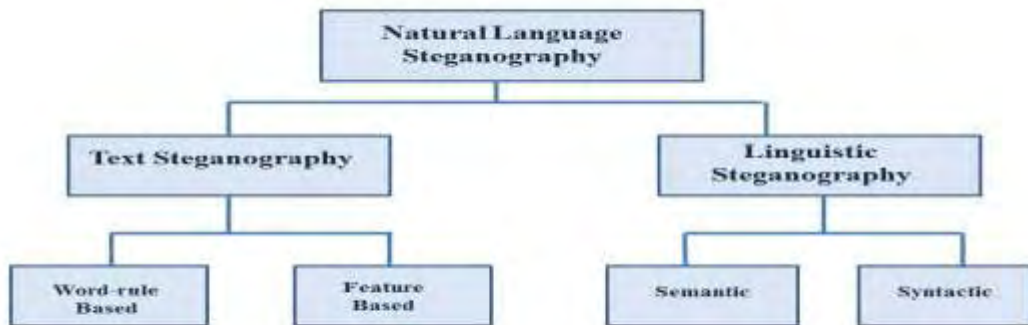 Natural Language
Steganography
Text Steganography
Linguistic
Steganography
Word-rule
Based
Feature
Based
Semantic
Syntactic